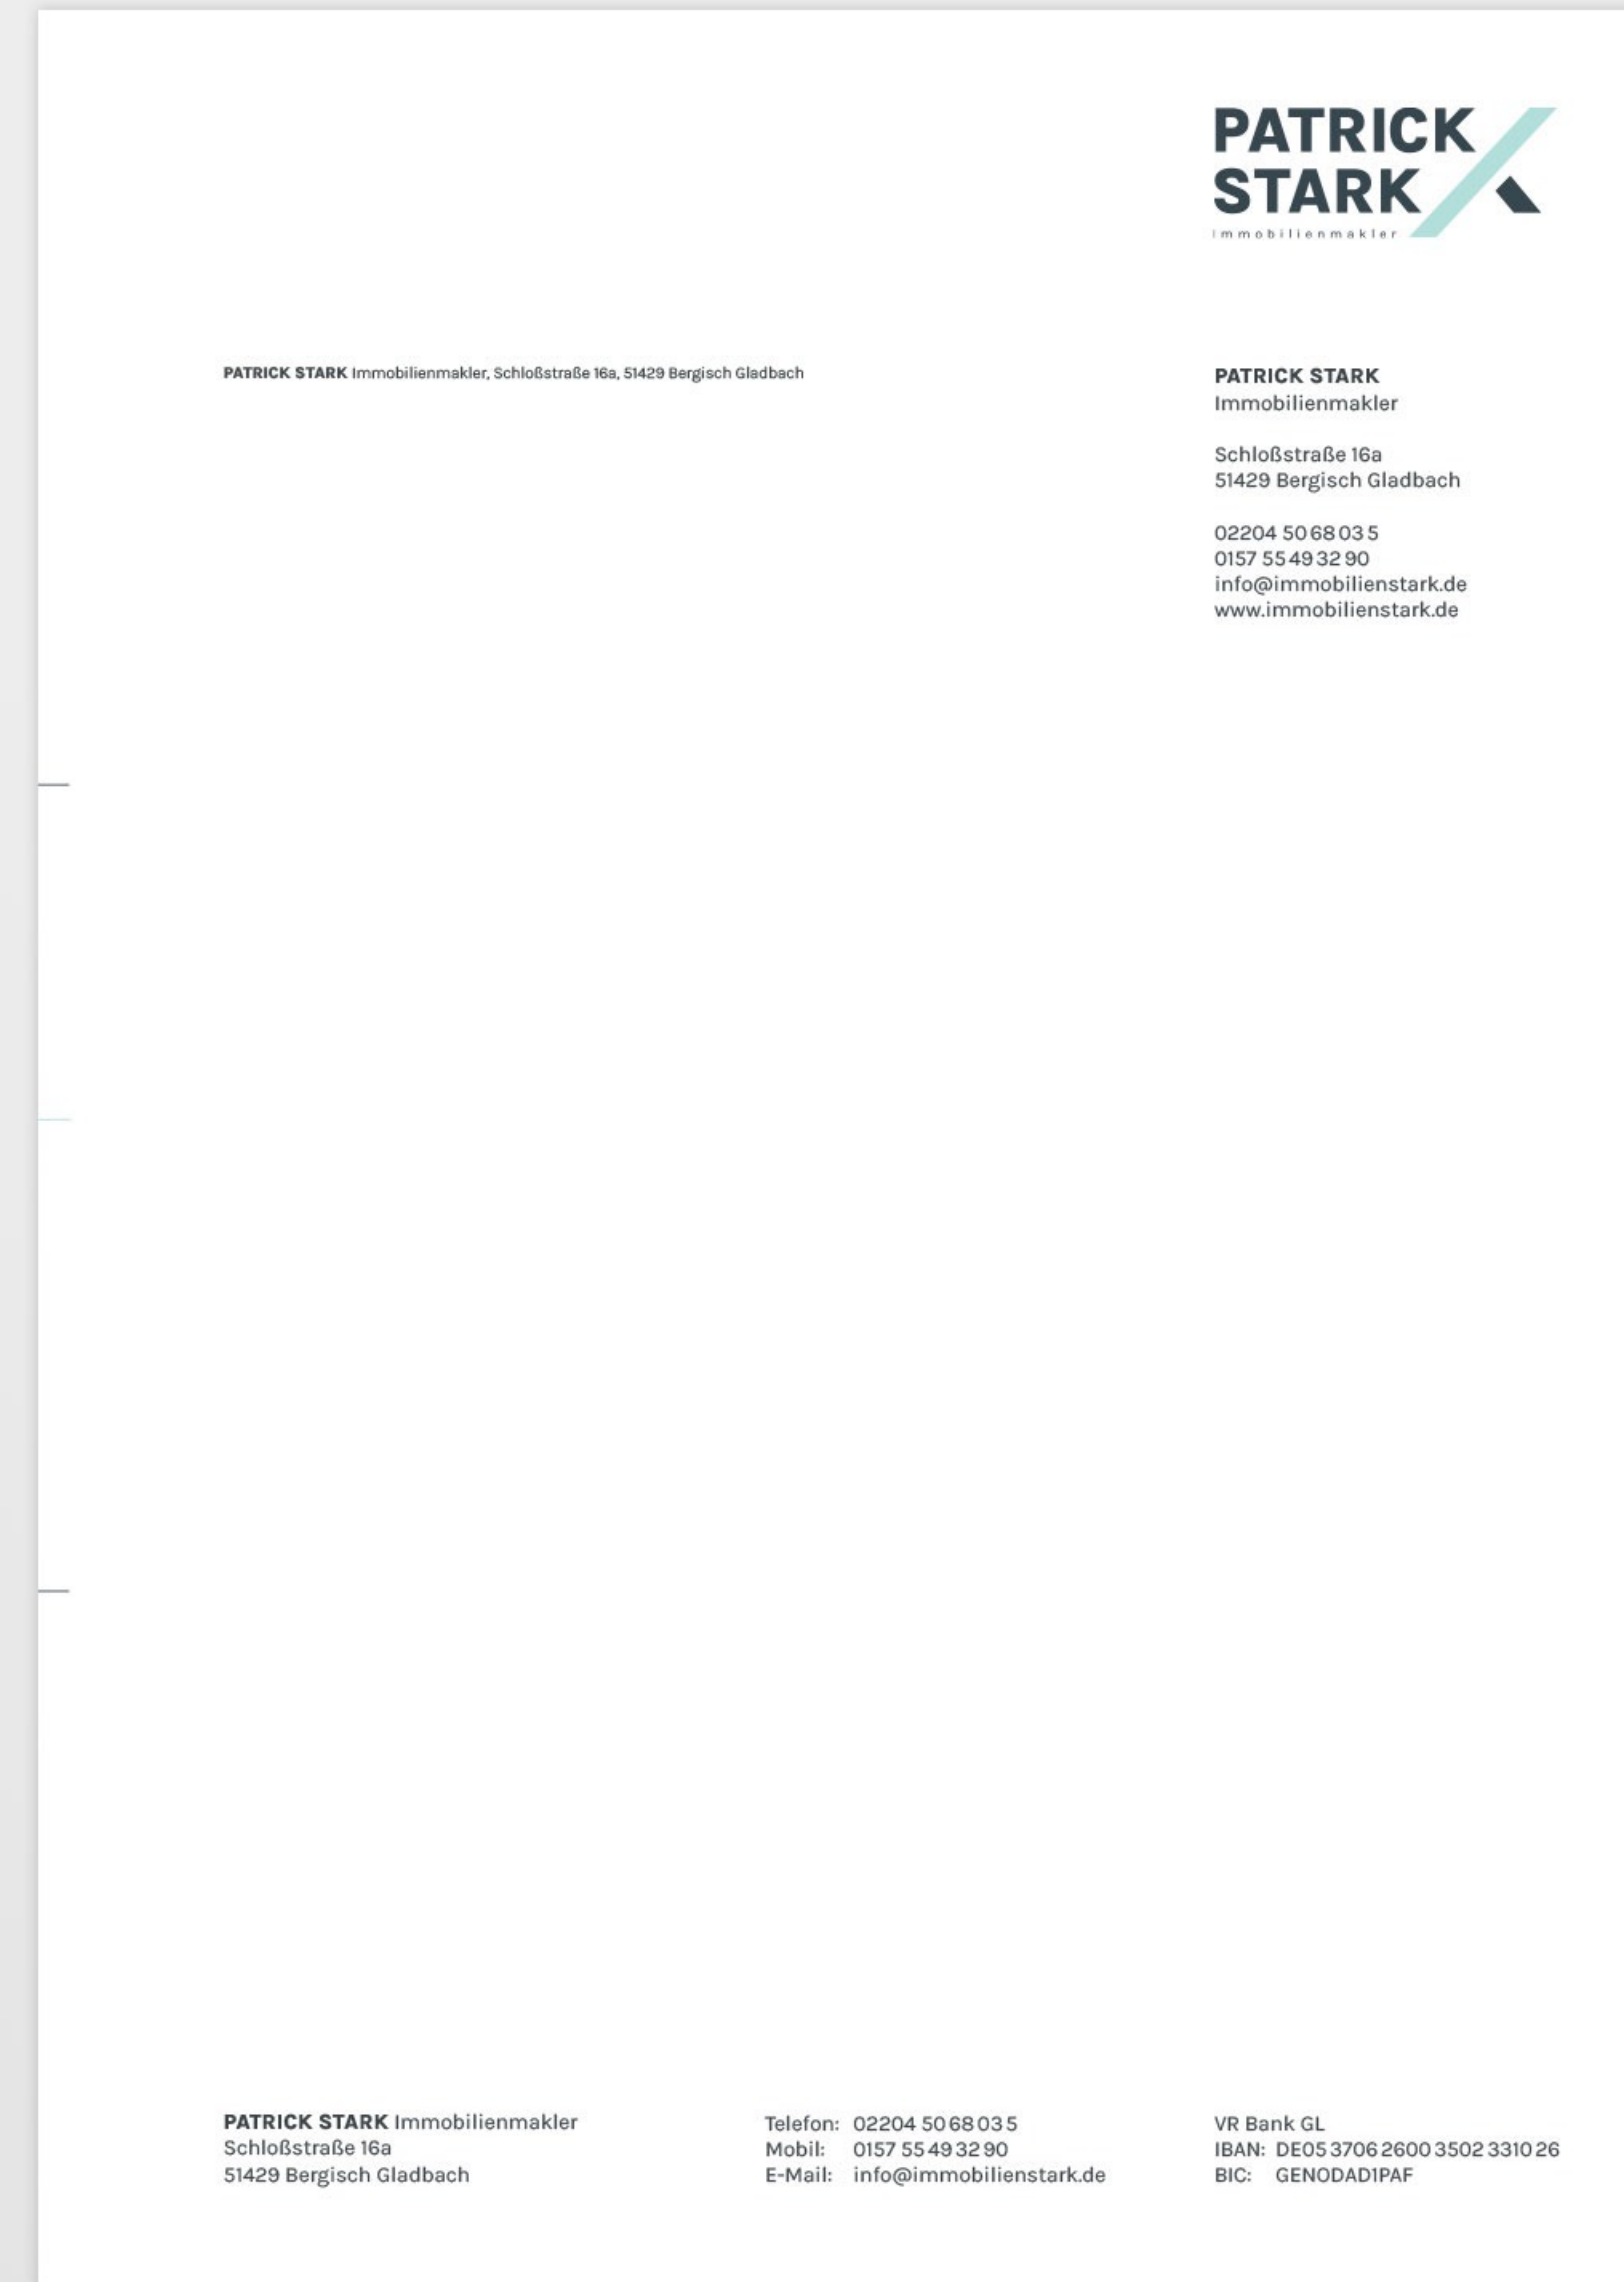 PATRICK
STARK
Immobilienmakler
PATRICK STARK Immobilienmakler, Schloßstraße 16a, 51429 Bergisch Gladbach
PATRICK STARK
Immobilienmakler
Schloßstraße 16a
51429 Bergisch Gladbach
02204 50 68 03 5
0157 55 49 32 90
info@immobilienstark.de
www.immobilienstark.de
PATRICK STARK Immobilienmakler
Schloßstraße 16a
51429 Bergisch Gladbach
Telefon: 02204 50 68 03 5
Mobil: 0157 55 49 32 90
E-Mail: info@immobilienstark.de
VR Bank GL
IBAN: DE05 3706 2600 3502 3310 26
BIC: GENODAD1PAF